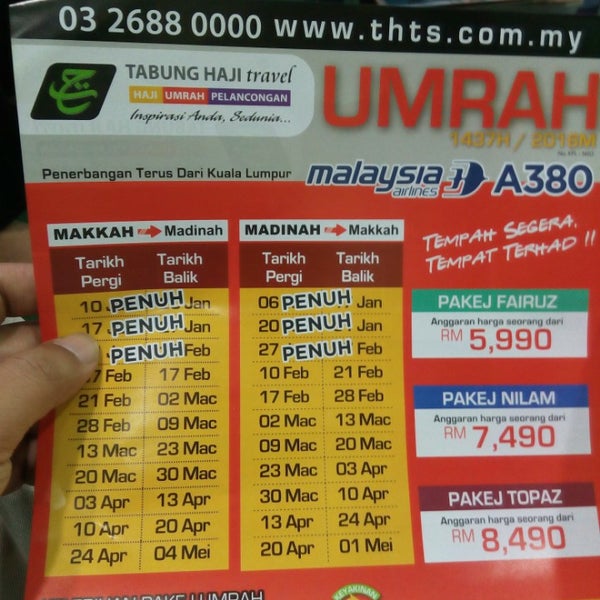 03 2688 0000 www.thts.com.my
TABUNG HAJI travel
HAJI UMRAH PELANCONGAN
Inspirasi Anda, Sedunia...
UMRAH
1437H / 2016M
Penerbangan Terus Dari Kuala Lumpur
malaysia airlines A380
TEMPAH SEGERA.
TEMPAT TERHAD !!
MAKKAH Madinah
Tarikh Pergi Tarikh Balik
10 PENUH Jan
17 PENUH Jan
PENUH Feb
07 Feb 17 Feb
21 Feb 02 Mac
28 Feb 09 Mac
13 Mac 23 Mac
20 Mac 30 Mac
03 Apr 13 Apr
10 Apr 20 Apr
24 Apr 04 Mei
MADINAH Makkah
Tarikh Pergi Tarikh Balik
06 PENUH Jan
20 PENUH Jan
27 PENUH Feb
10 Feb 21 Feb
17 Feb 28 Feb
02 Mac 13 Mac
09 Mac 20 Mac
23 Mac 03 Apr
30 Mac 10 Apr
13 Apr 24 Apr
20 Apr 01 Mei
PAKEJ FAIRUZ
Anggaran harga seorang dari
RM 5,990
PAKEJ NILAM
Anggaran harga seorang dari
RM 7,490
PAKEJ TOPAZ
Anggaran harga seorang dari
RM 8,490
KEYAKINAN